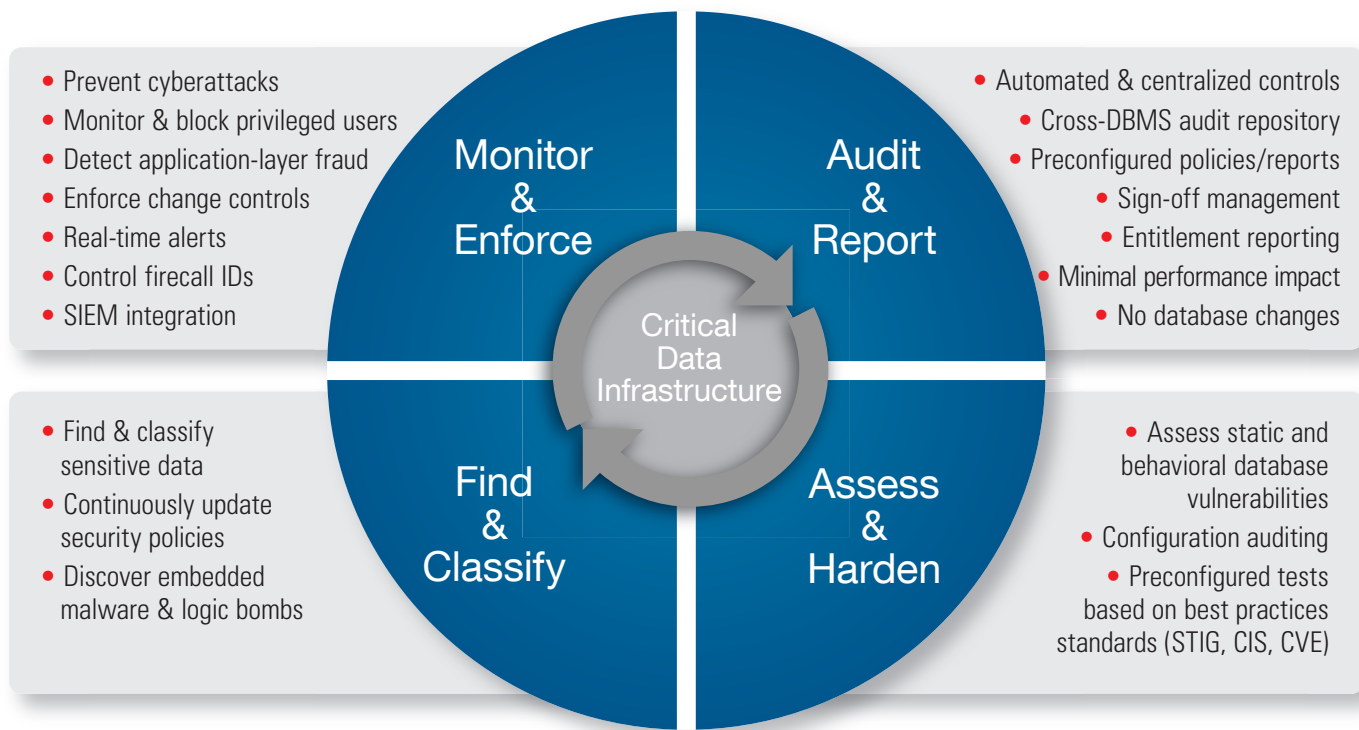 • Prevent cyberattacks
• Monitor & block privileged users
• Detect application-layer fraud
• Enforce change controls
• Real-time alerts
• Control firecall IDs
• SIEM integration
Monitor
&
Enforce
Audit
&
Report
• Automated & centralized controls
• Cross-DBMS audit repository
• Preconfigured policies/reports
• Sign-off management
• Entitlement reporting
• Minimal performance impact
• No database changes
Critical
Data
Infrastructure
• Find & classify
sensitive data
• Continuously update
security policies
• Discover embedded
malware & logic bombs
Find
&
Classify
Assess
&
Harden
• Assess static and
behavioral database
vulnerabilities
• Configuration auditing
• Preconfigured tests
based on best practices
standards (STIG, CIS, CVE)